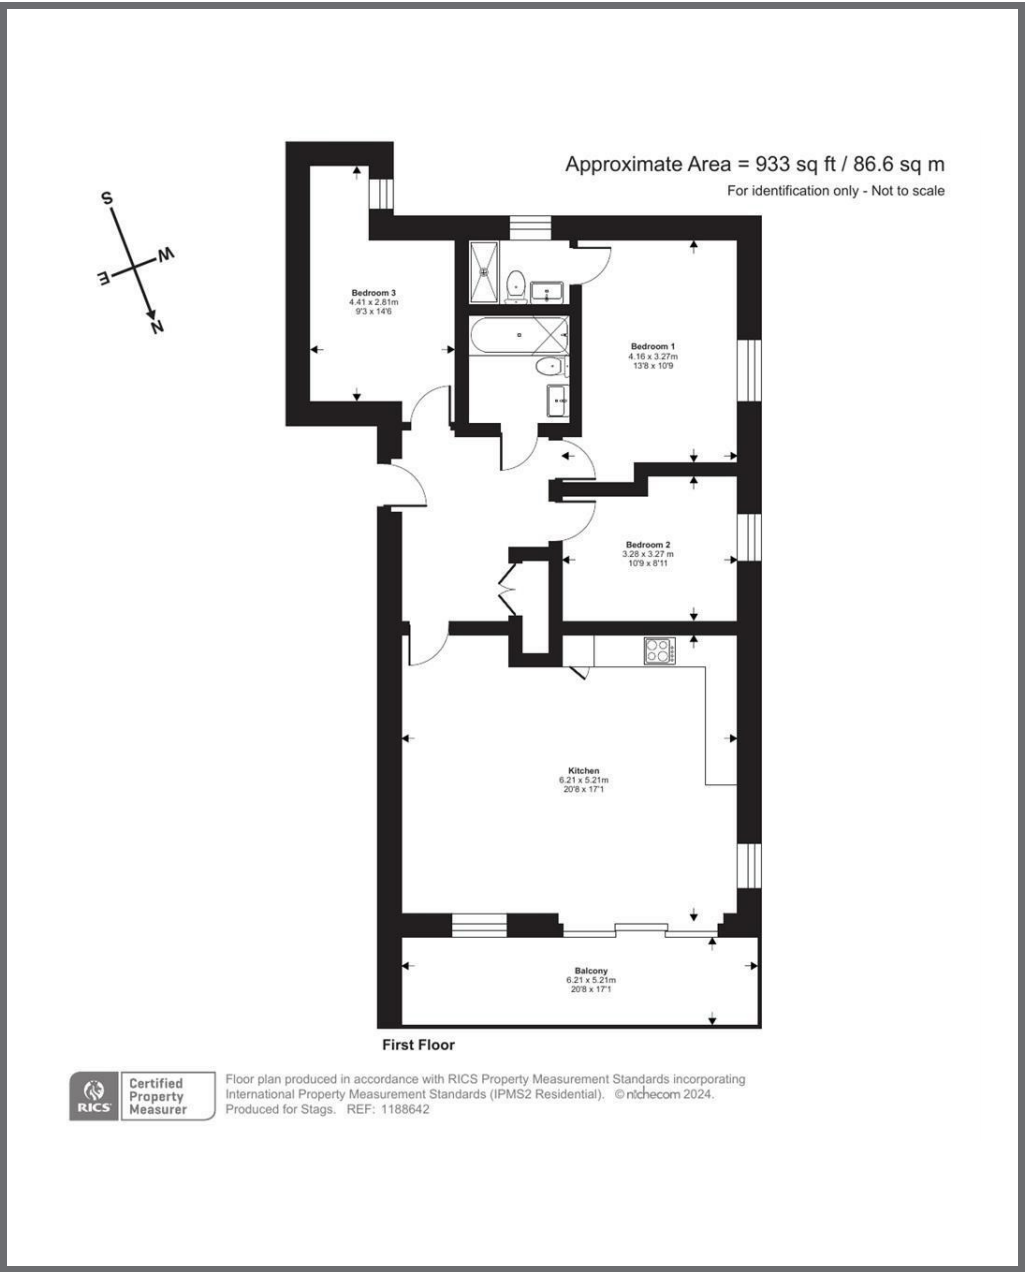 Approximate Area = 933 sq ft / 86.6 sq m
For identification only - Not to scale
S
W
E
N
Bedroom 3
4.41 x 2.81m
9'3 x 14'6
Bedroom 1
4.16 x 3.27m
13'8 x 10'9
Bedroom 2
3.28 x 3.27 m
10'9 x 8'11
Kitchen
6.21 x 5.21m
20'8 x 17'1
Balcony
6.21 x 5.21m
20'8 x 17'1
First Floor
RICS
Certified
Property
Measurer
Floor plan produced in accordance with RICS Property Measurement Standards incorporating
International Property Measurement Standards (IPMS2 Residential). © nichecom 2024.
Produced for Stags. REF: 1188642